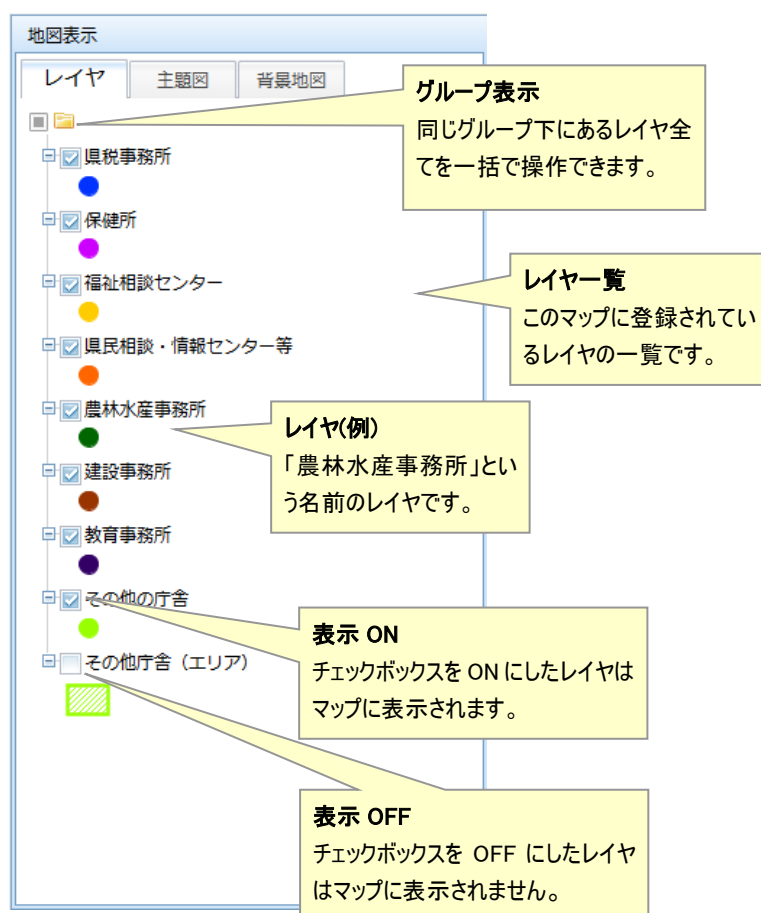 地図表示
レイヤ
主題図
背景地図
グループ表示
同じグループ下にあるレイヤ全
てを一括で操作できます。
県税事務所
保健所
レイヤ一覧
このマップに登録されてい
るレイヤの一覧です。
福祉相談センター
県民相談・情報センター等
農林水産事務所
レイヤ(例)
「農林水産事務所」とい
う名前のレイヤです。
建設事務所
教育事務所
その他の庁舎
表示 ON
チェックボックスを ON にしたレイヤは
マップに表示されます。
その他庁舎（エリア）
表示 OFF
チェックボックスを OFF にしたレイヤ
はマップに表示されません。